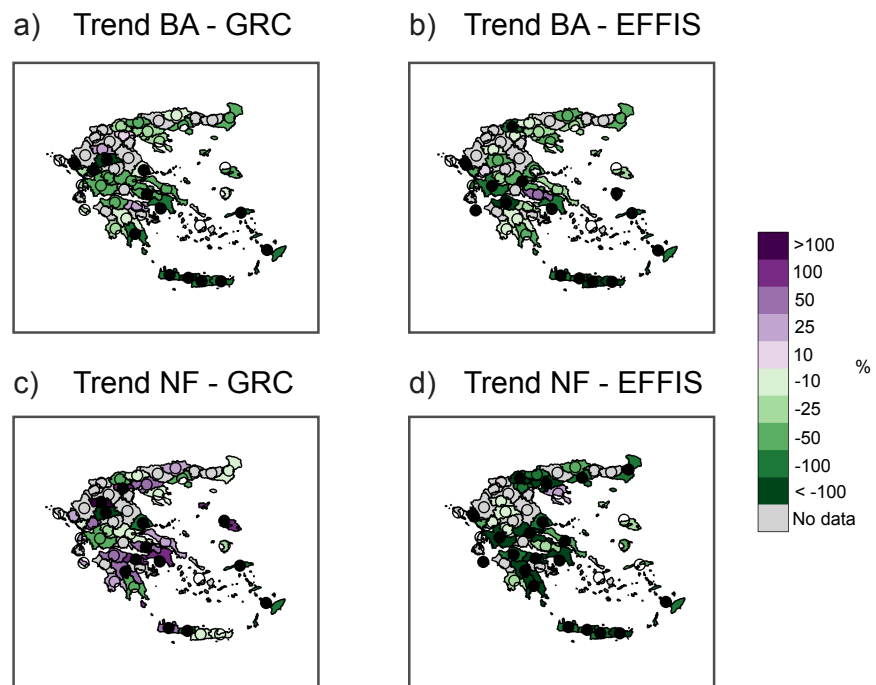 a) Trend BA - GRC
b) Trend BA - EFFIS
>100
100
50
25
10
-10
-25
-50
-100
< -100
No data
%
c) Trend NF - GRC
d) Trend NF - EFFIS